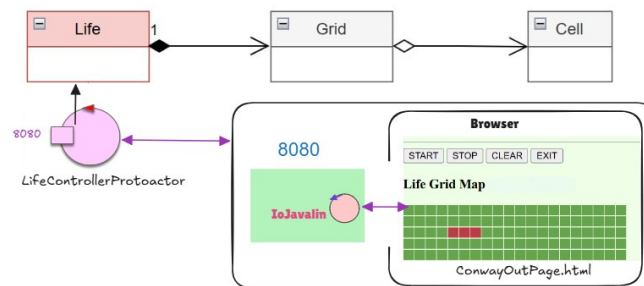 Life
1
Grid
Cell
8080
LifeControllerProtoactor
8080
IoJavalin
Browser
START STOP CLEAR EXIT
Life Grid Map
ConwayOutPage.html